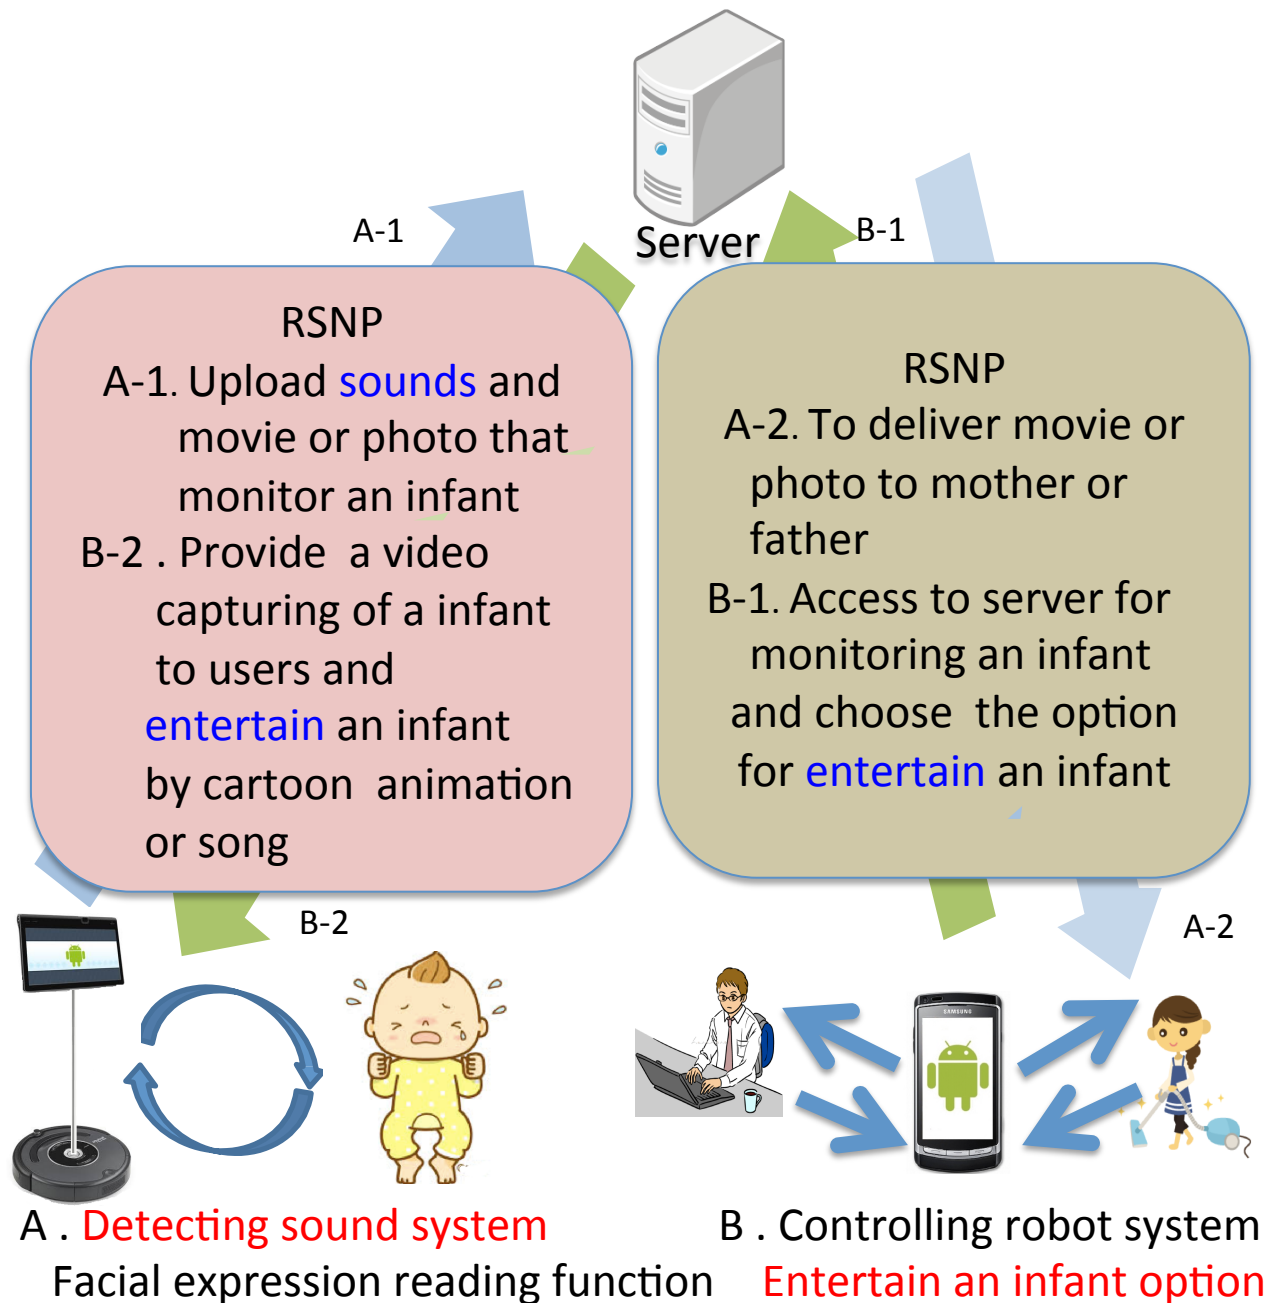 Server
A-1
B-1
RSNP
A-1. Upload sounds and
movie or photo that
monitor an infant
B-2 . Provide a video
capturing of a infant
to users and
entertain an infant
by cartoon animation
or song
RSNP
A-2. To deliver movie or
photo to mother or
father
B-1. Access to server for
monitoring an infant
and choose the option
for entertain an infant
B-2
A-2
SAMSUNG
A . Detecting sound system
Facial expression reading function
B . Controlling robot system
Entertain an infant option